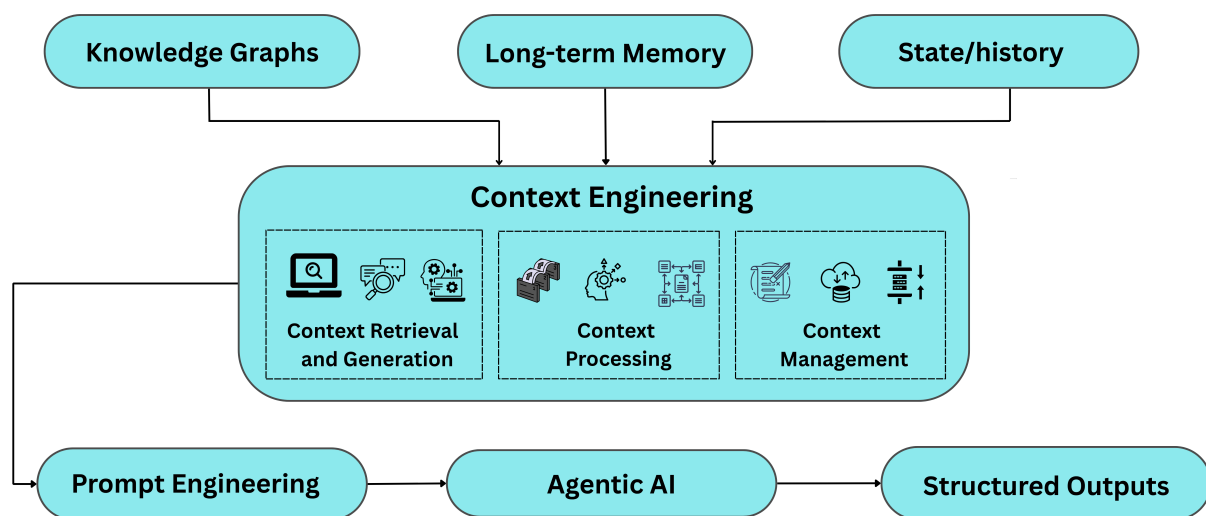 Knowledge Graphs
Long-term Memory
State/history
Context Engineering
Context Retrieval
and Generation
Context
Processing
Context
Management
Prompt Engineering
Agentic AI
Structured Outputs